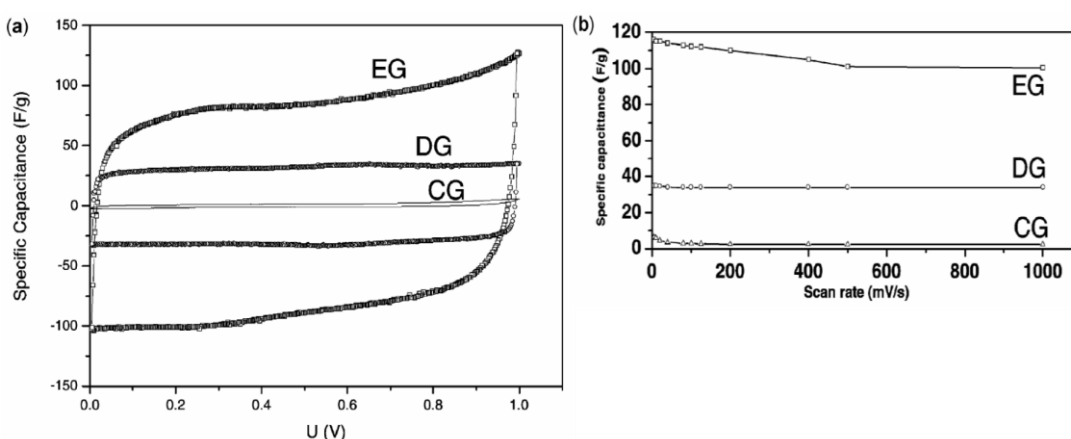 (a)
Specific Capacitance (F/g)
150
100
50
0
-50
-100
-150
EG
DG
CG
0.0 0.2 0.4 0.6 0.8 1.0
U (V)
(b)
Specific capacittance (F/g)
120
100
80
60
40
20
0
EG
DG
CG
0 200 400 600 800 1000
Scan rate (mV/s)